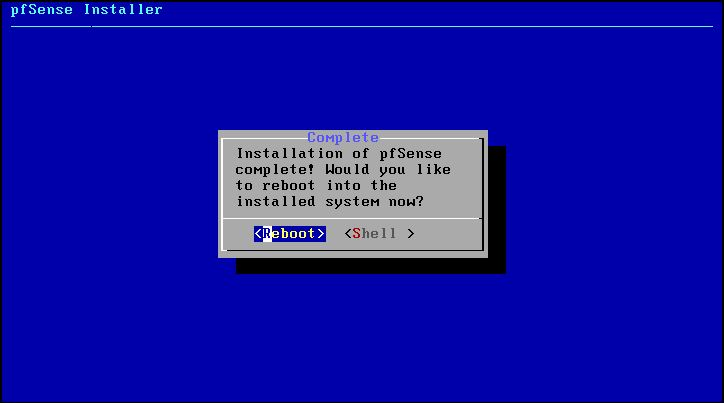 pfSense Installer
Complete
Installation of pfSense
complete! Would you like
to reboot into the
installed system now?
<Reboot> <Shell >